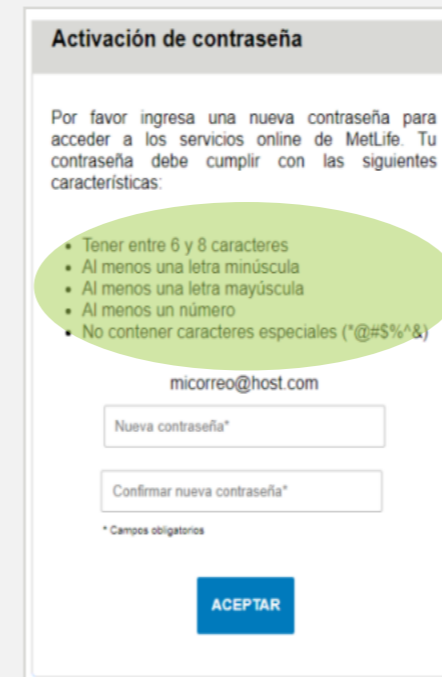 Activación de contraseña
Por favor ingresa una nueva contraseña para
acceder a los servicios online de MetLife. Tu
contraseña debe cumplir con las siguientes
características:
• Tener entre 6 y 8 caracteres
• Al menos una letra minúscula
• Al menos una letra mayúscula
• Al menos un número
• No contener caracteres especiales (*@#$%^&)
micorreo@host.com
Nueva contraseña*
Confirmar nueva contraseña*
* Campos obligatorios
ACEPTAR